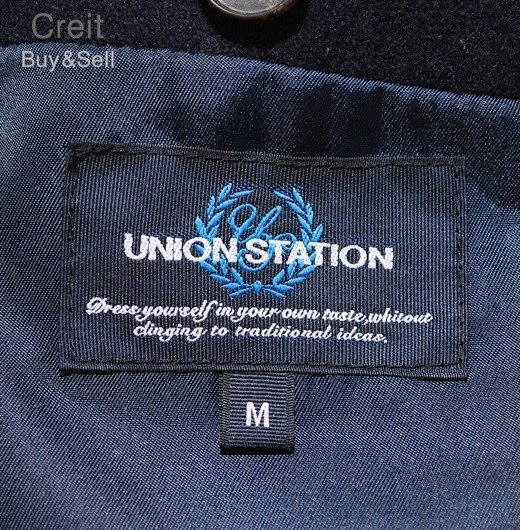 Creit
Buy&Sell
UNION STATION
Dress yourself in your own taste,whitout
clinging to traditional ideas.
M